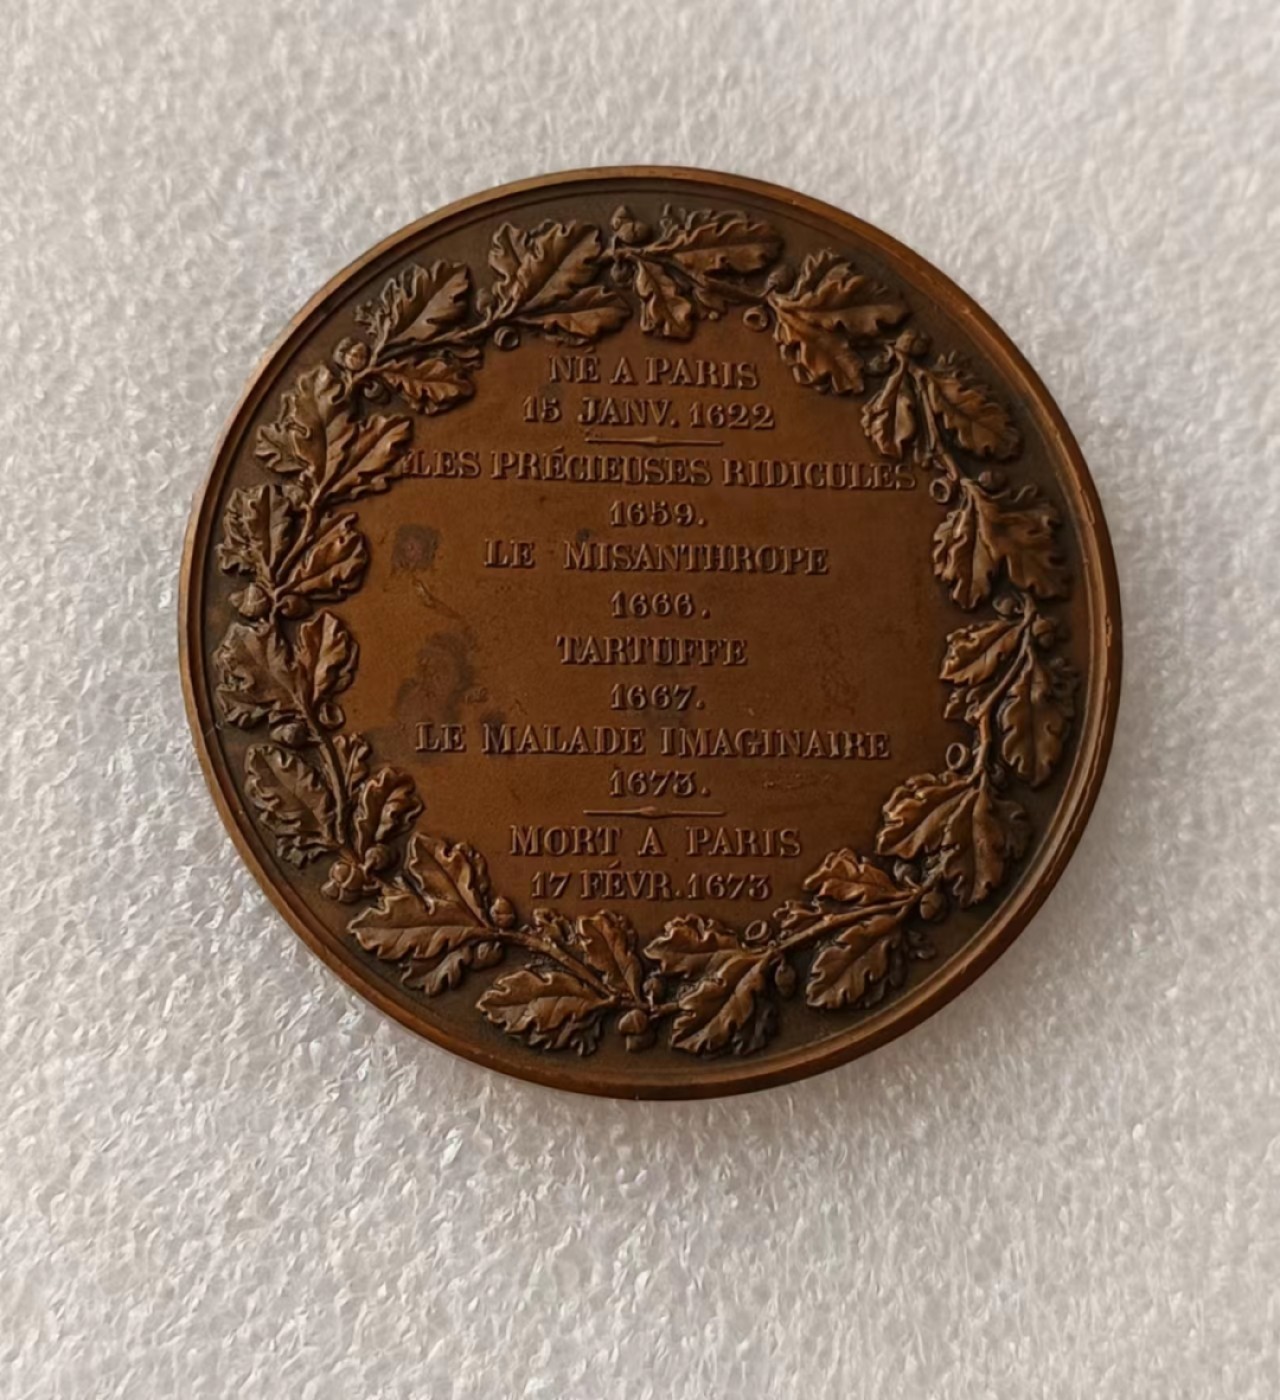 NÉ A PARIS
15 JANV. 1622
LES PRÉCIEUSES RIDICULES
1659.
LE MISANTHROPE
1666.
TARTUFFE
1667.
LE MALADE IMAGINAIRE
1673.
MORT A PARIS
17 FÉVR. 1673